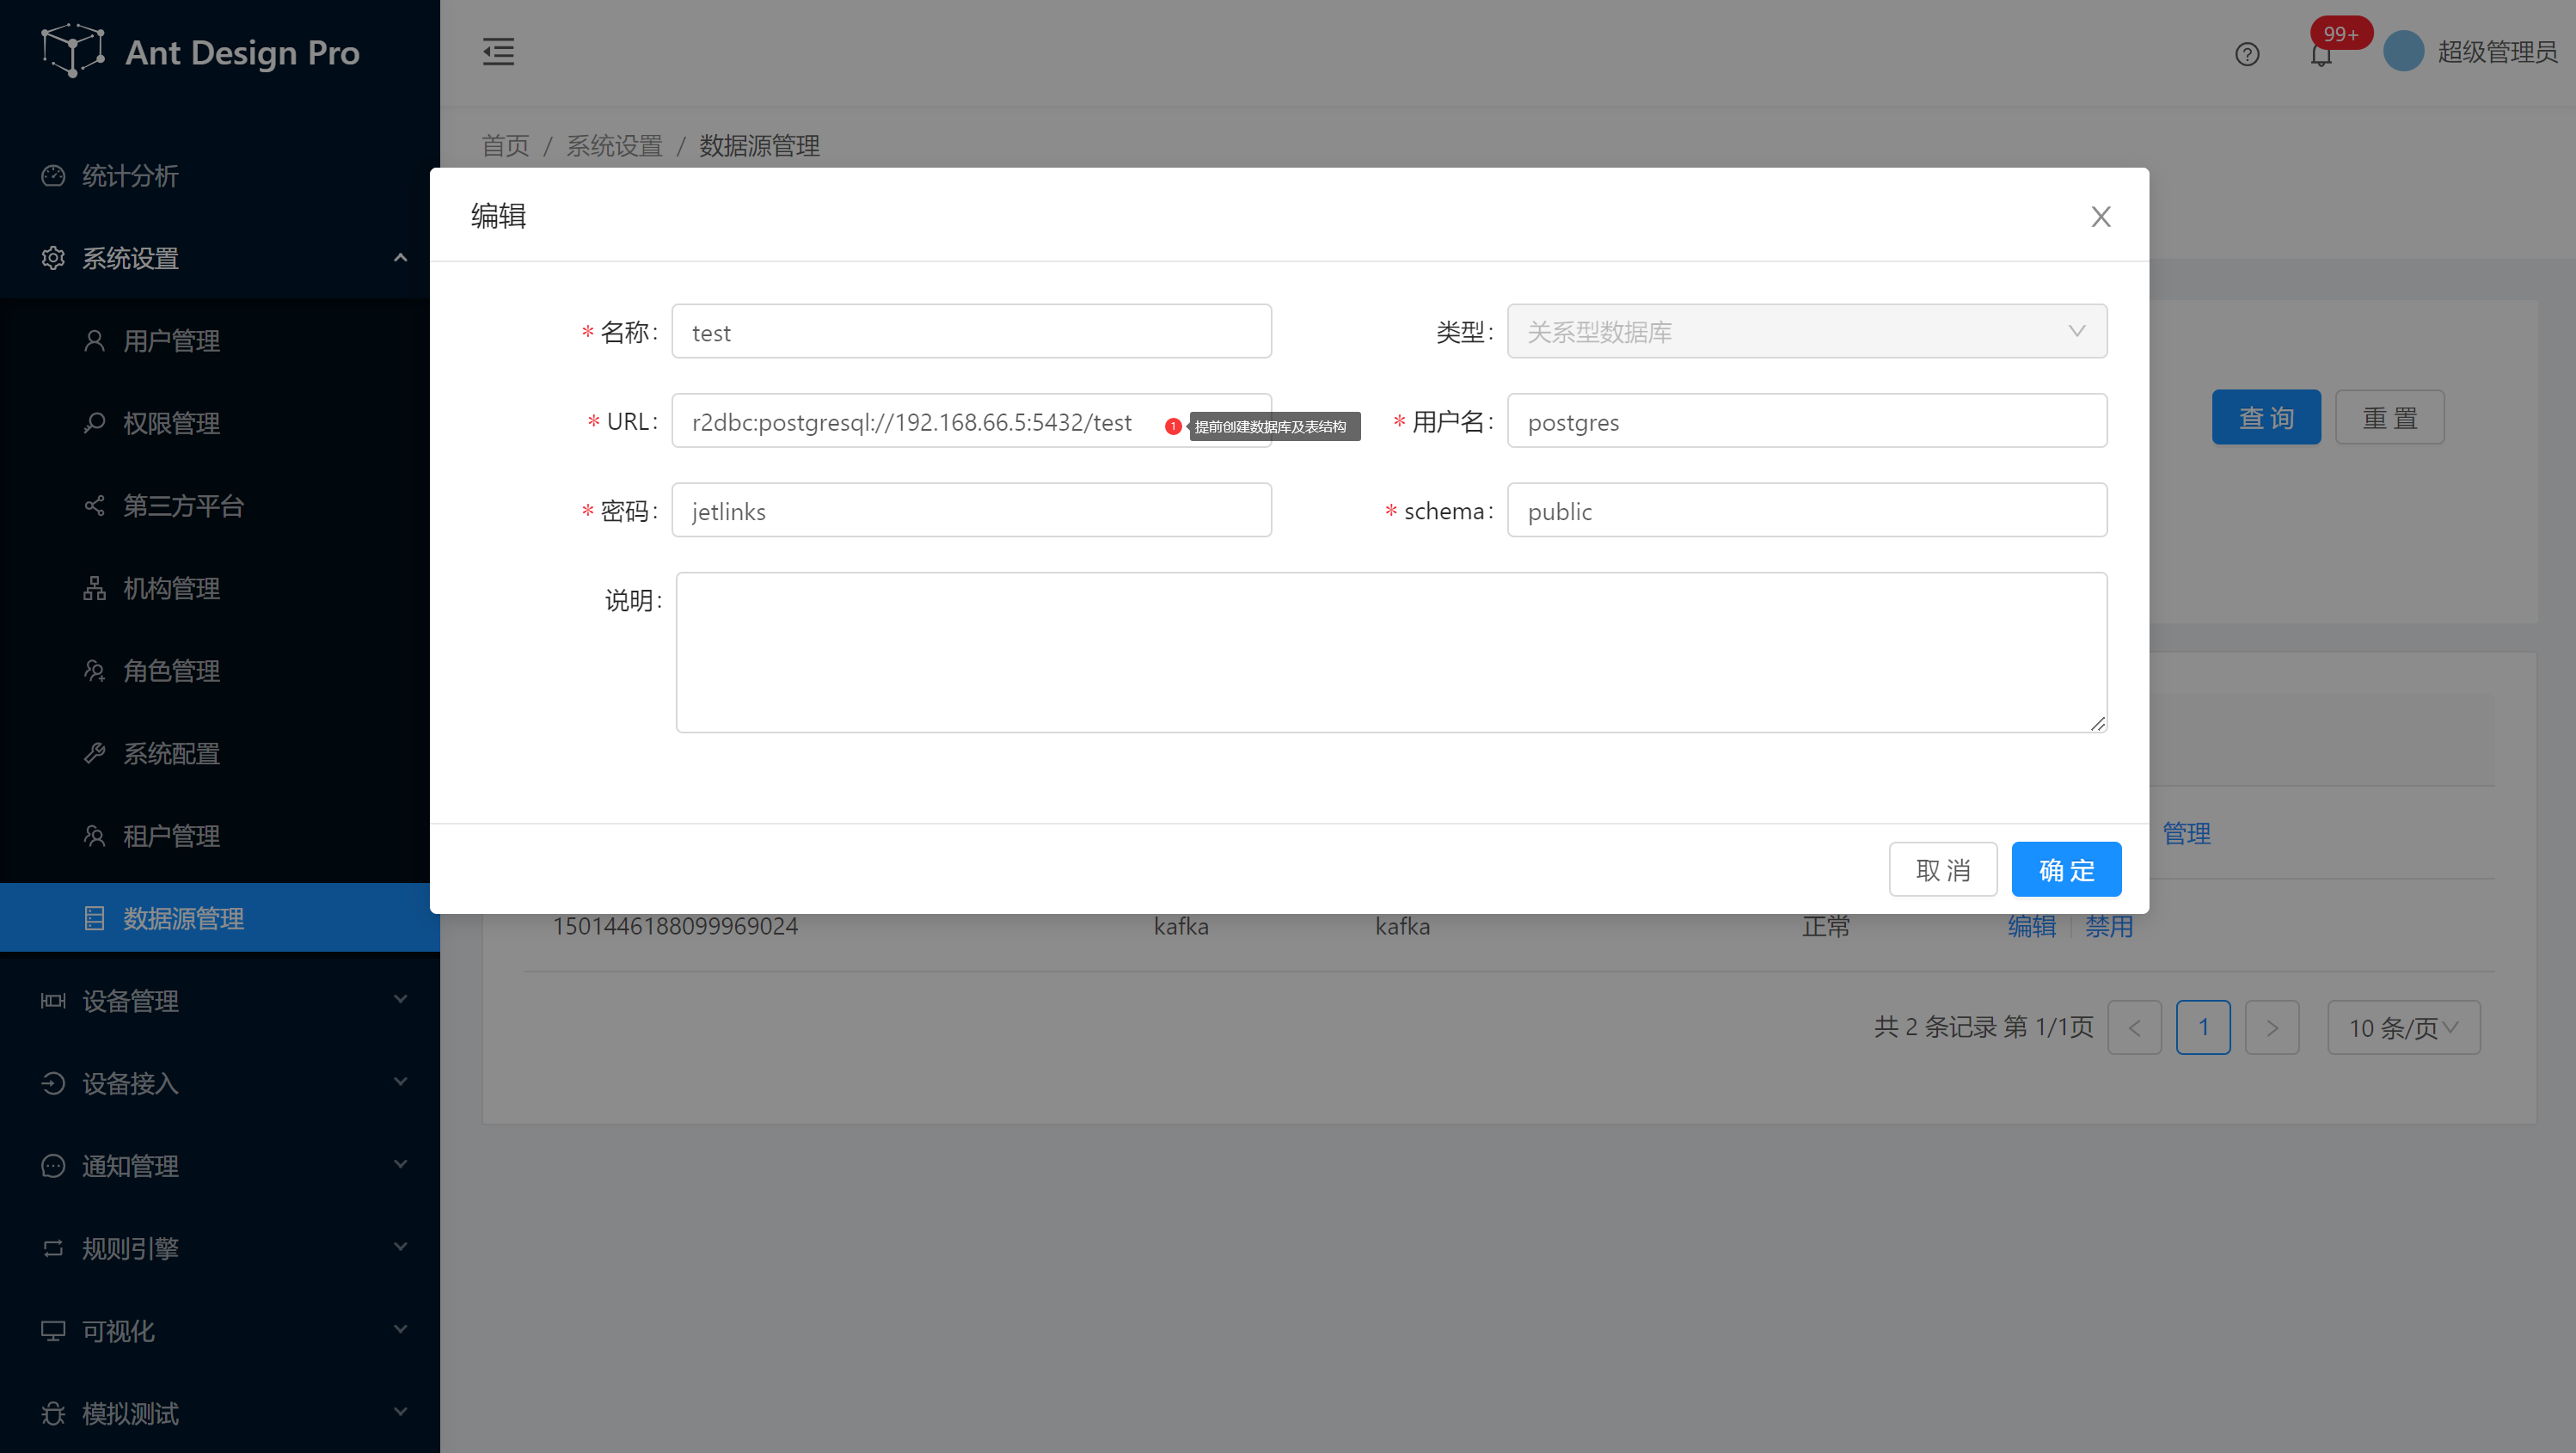 Ant Design Pro
99+
超级管理员
首页 / 系统设置 / 数据源管理
统计分析
系统设置
用户管理
权限管理
第三方平台
机构管理
角色管理
系统配置
租户管理
数据源管理
设备管理
设备接入
通知管理
规则引擎
可视化
模拟测试
编辑
* 名称: test
类型: 关系型数据库
* URL: r2dbc:postgresql://192.168.66.5:5432/test
1 提前创建数据库及表结构
* 用户名: postgres
* 密码: jetlinks
* schema: public
说明:
取 消
确 定
查 询
重 置
管理
1501446188099969024 kafka kafka 正常 编辑 禁用
共 2 条记录 第 1/1页 < 1 > 10 条/页